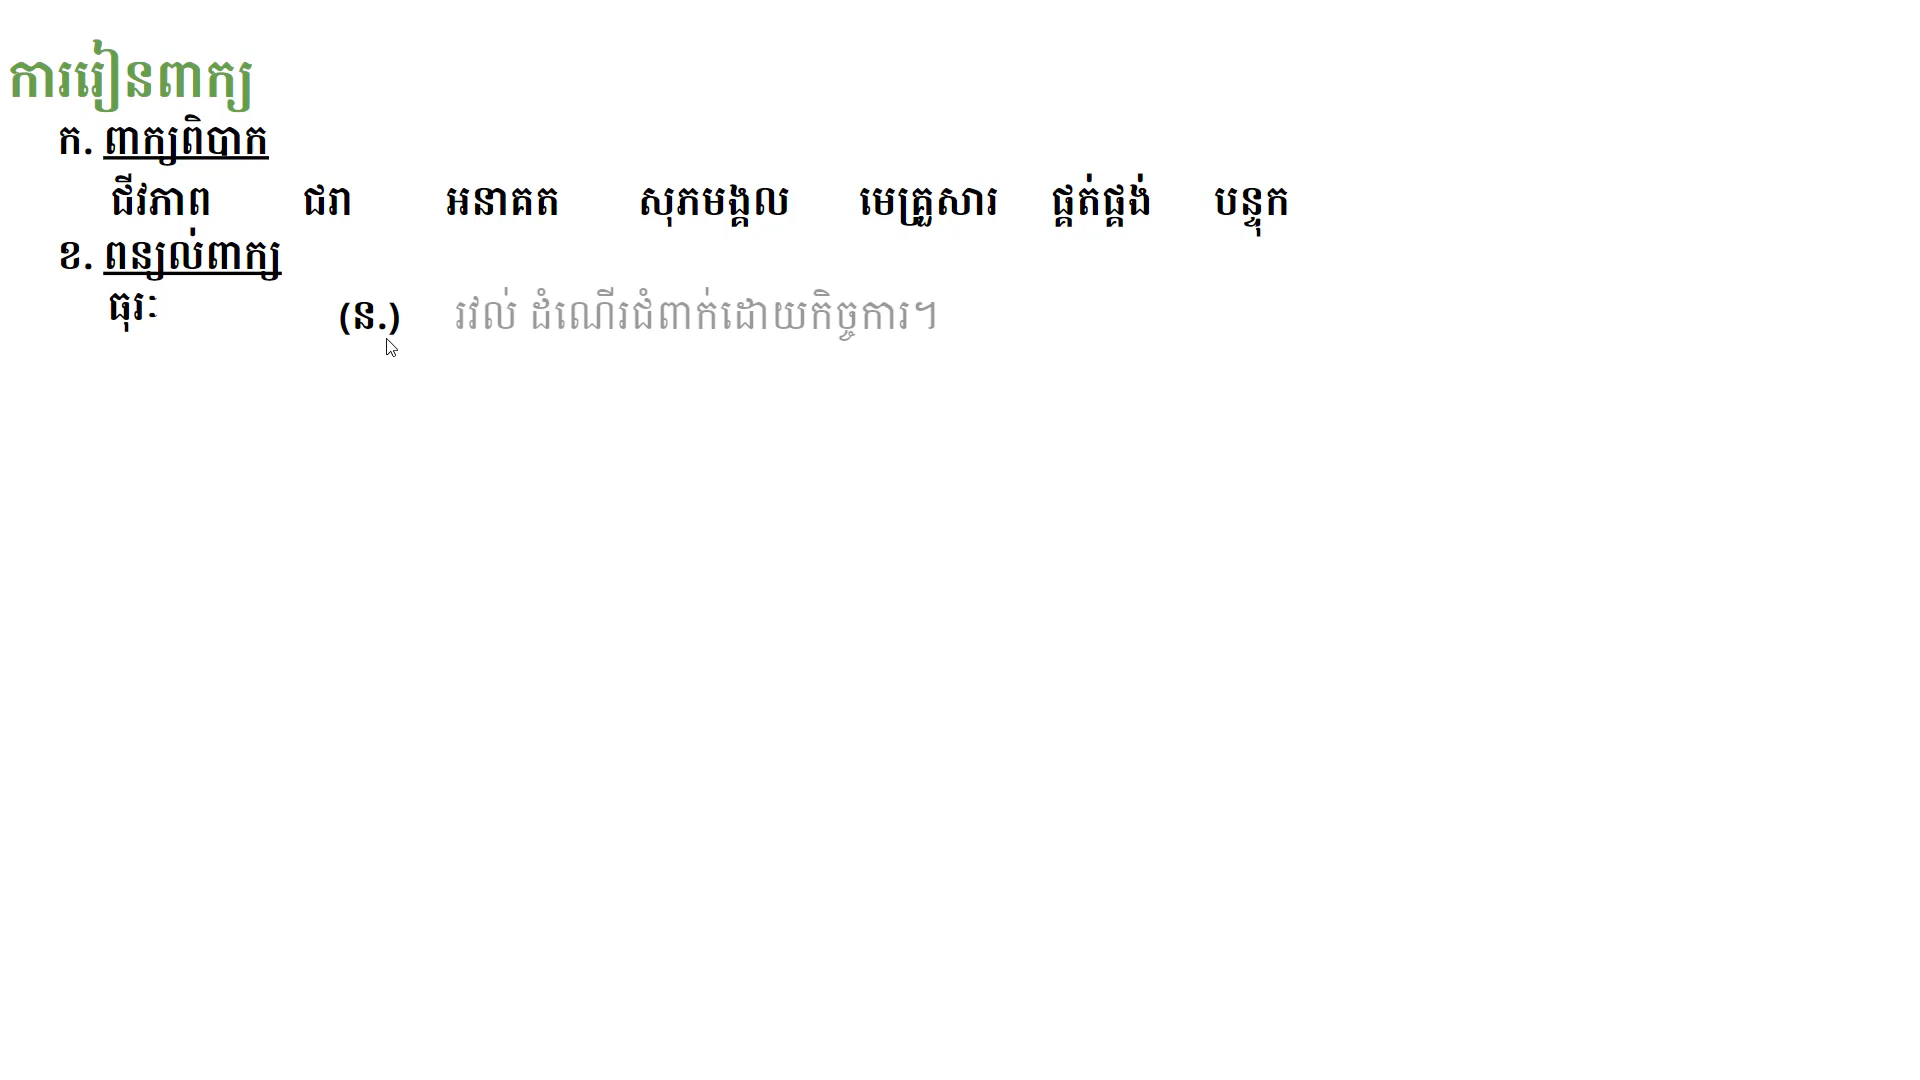 ការរៀនពាក្យ
ក. ពាក្យពិបាក
ជីវភាព ជរា អនាគត សុភមង្គល មេគ្រួសារ ផ្គត់ផ្គង់ បន្ទុក
ខ. ពន្យល់ពាក្ស
ធុរៈ (ន.) រវល់ ដំណើរជំពាក់ដោយកិច្ចការ។